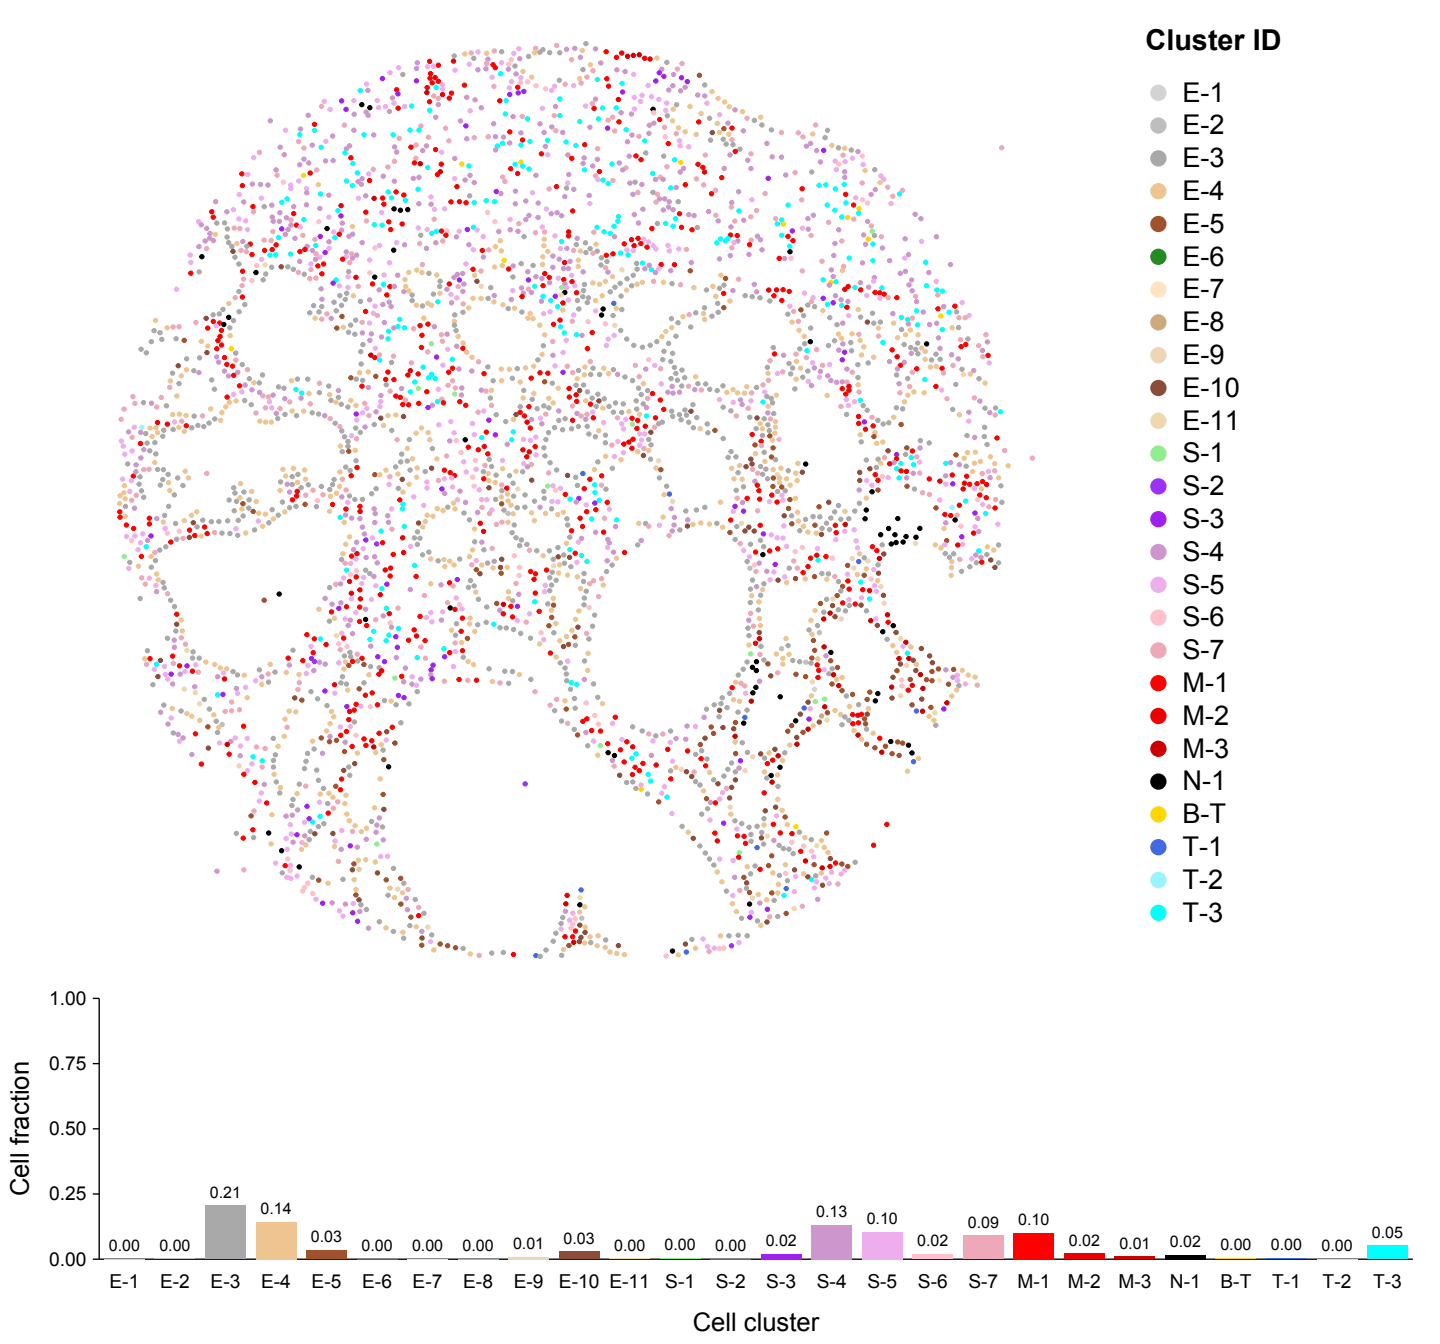 Cluster ID
E-1
E-2
E-3
E-4
E-5
E-6
E-7
E-8
E-9
E-10
E-11
S-1
S-2
S-3
S-4
S-5
S-6
S-7
M-1
M-2
M-3
N-1
B-T
T-1
T-2
T-3
1.00
0.75
0.50
0.25
0.00
Cell fraction
0.00 0.00 0.21 0.14 0.03 0.00 0.00 0.00 0.01 0.03 0.00 0.00 0.00 0.02 0.13 0.10 0.02 0.09 0.10 0.02 0.01 0.02 0.00 0.00 0.00 0.05
E-1 E-2 E-3 E-4 E-5 E-6 E-7 E-8 E-9 E-10 E-11 S-1 S-2 S-3 S-4 S-5 S-6 S-7 M-1 M-2 M-3 N-1 B-T T-1 T-2 T-3
Cell cluster